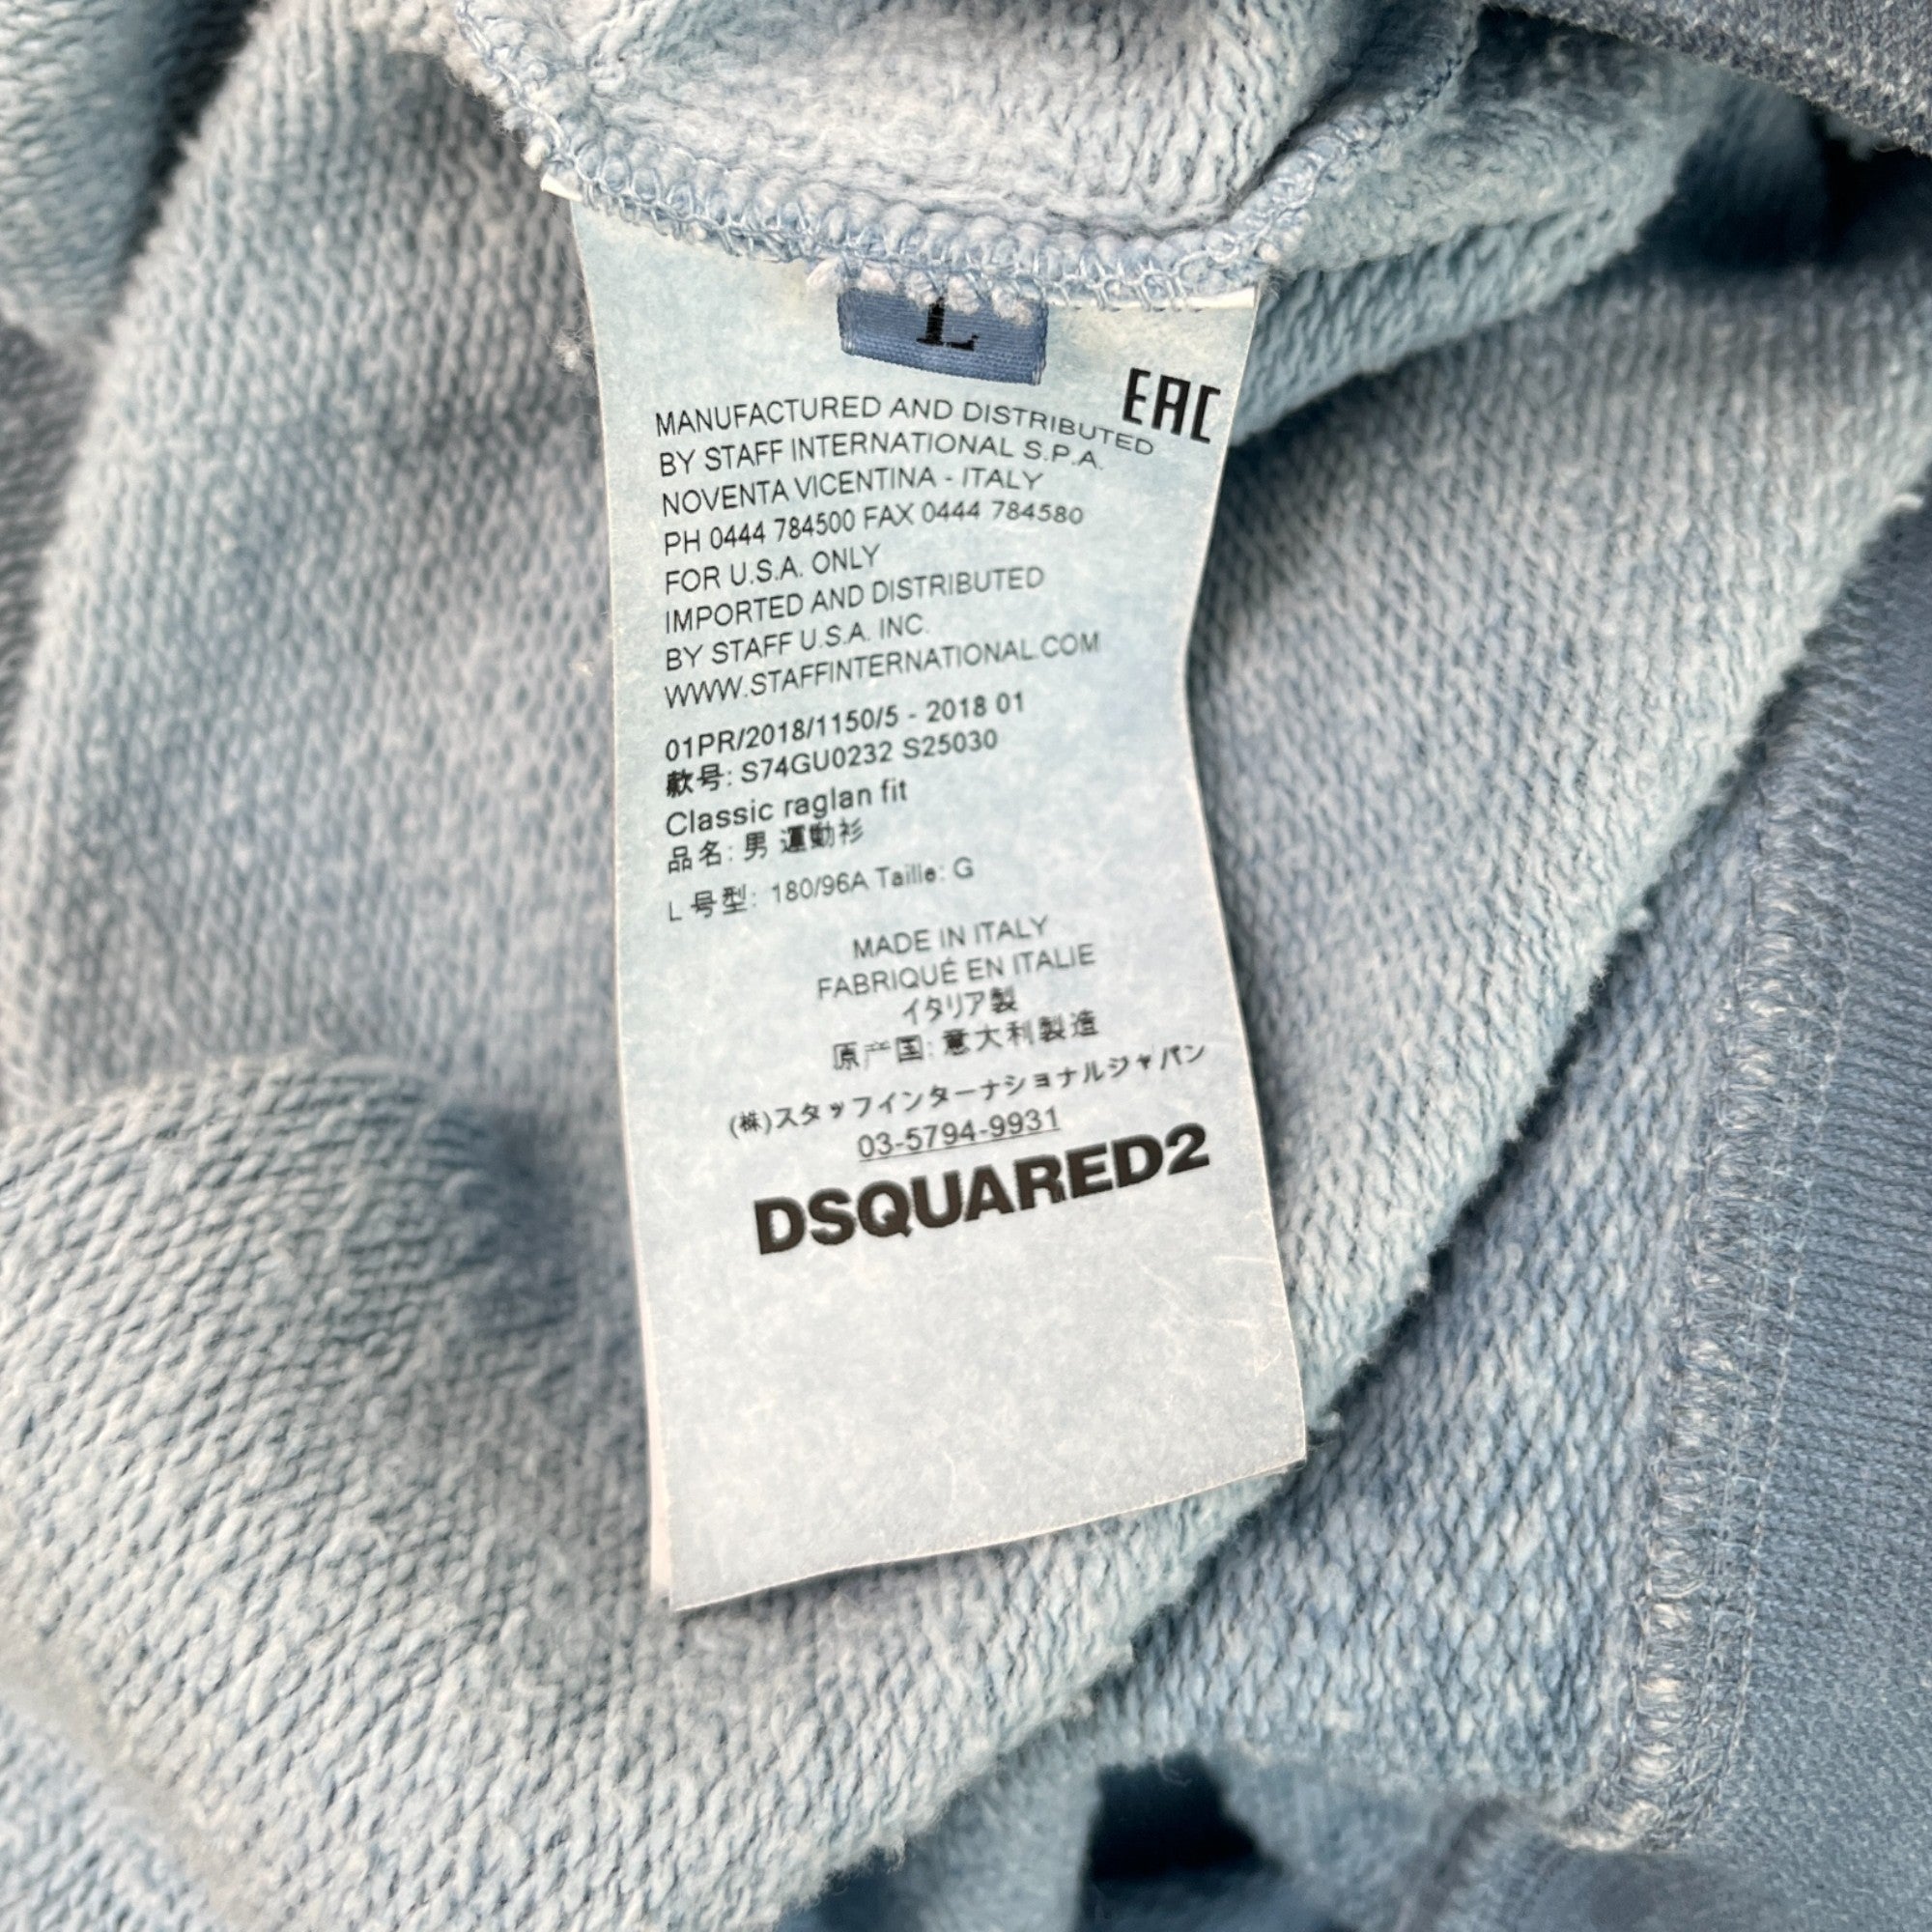 L
EAC
MANUFACTURED AND DISTRIBUTED
BY STAFF INTERNATIONAL S.P.A.
NOVENTA VICENTINA - ITALY
PH 0444 784500 FAX 0444 784580
FOR U.S.A. ONLY
IMPORTED AND DISTRIBUTED
BY STAFF U.S.A. INC.
WWW.STAFFINTERNATIONAL.COM
01PR/2018/1150/5 - 2018 01
款号: S74GU0232 S25030
Classic raglan fit
品名: 男 運動衫
L 号型: 180/96A Taille: G
MADE IN ITALY
FABRIQUÉ EN ITALIE
イタリア製
原产国: 意大利製造
(株)スタッフインターナショナルジャパン
03-5794-9931
DSQUARED2